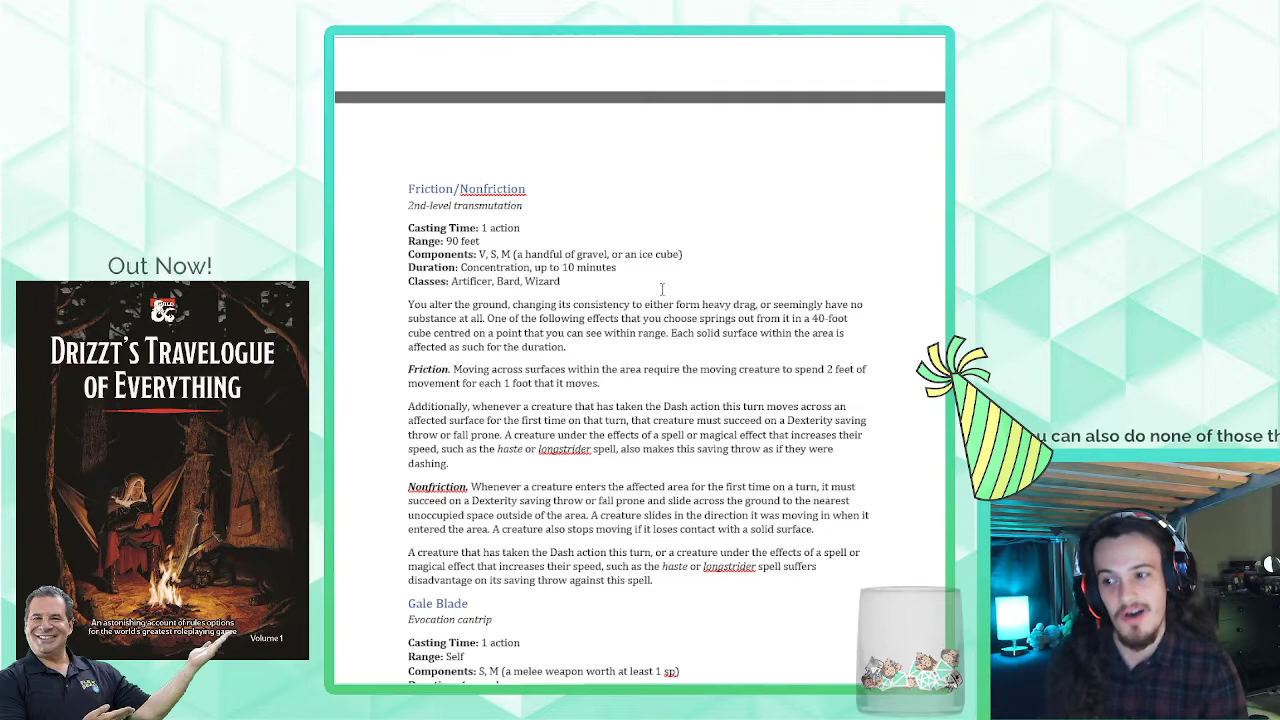 Friction/Nonfriction
2nd-level transmutation
Casting Time: 1 action
Range: 90 feet
Components: V, S, M (a handful of gravel, or an ice cube)
Duration: Concentration, up to 10 minutes
Classes: Artificer, Bard, Wizard
You alter the ground, changing its consistency to either form heavy drag, or seemingly have no
substance at all. One of the following effects that you choose springs out from it in a 40-foot
cube centred on a point that you can see within range. Each solid surface within the area is
affected as such for the duration.
Friction. Moving across surfaces within the area require the moving creature to spend 2 feet of
movement for each 1 foot that it moves.
Additionally, whenever a creature that has taken the Dash action this turn moves across an
affected surface for the first time on that turn, that creature must succeed on a Dexterity saving
throw or fall prone. A creature under the effects of a spell or magical effect that increases their
speed, such as the haste or longstrider spell, also makes this saving throw as if they were
dashing.
Nonfriction. Whenever a creature enters the affected area for the first time on a turn, it must
succeed on a Dexterity saving throw or fall prone and slide across the ground to the nearest
unoccupied space outside of the area. A creature slides in the direction it was moving in when it
entered the area. A creature also stops moving if it loses contact with a solid surface.
A creature that has taken the Dash action this turn, or a creature under the effects of a spell or
magical effect that increases their speed, such as the haste or longstrider spell suffers
disadvantage on its saving throw against this spell.
Gale Blade
Evocation cantrip
Casting Time: 1 action
Range: Self
Components: S, M (a melee weapon worth at least 1 sp)
Out Now!
DRIZZT'S TRAVELOGUE
OF EVERYTHING
An astonishing account of rules options
for the world's greatest roleplaying game
Volume 1
u can also do none of those th